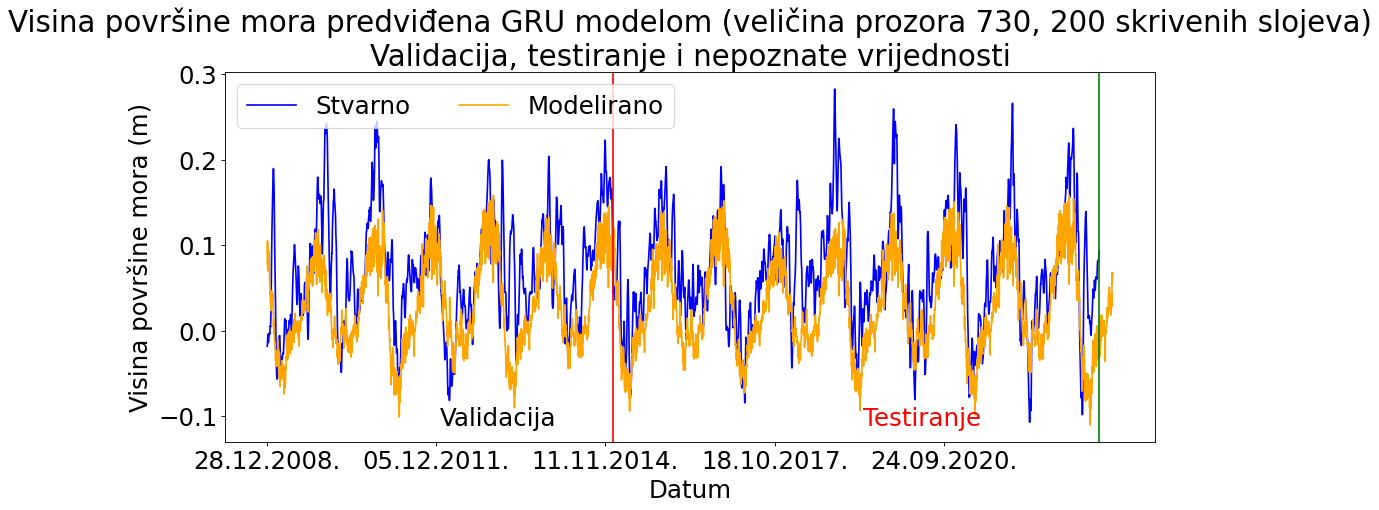 Visina površine mora predviđena GRU modelom (veličina prozora 730, 200 skrivenih slojeva)
Validacija, testiranje i nepoznate vrijednosti
Stvarno
Modelirano
Visina površine mora (m)
0.3
0.2
0.1
0.0
−0.1
Validacija
Testiranje
28.12.2008.
05.12.2011.
11.11.2014.
18.10.2017.
24.09.2020.
Datum